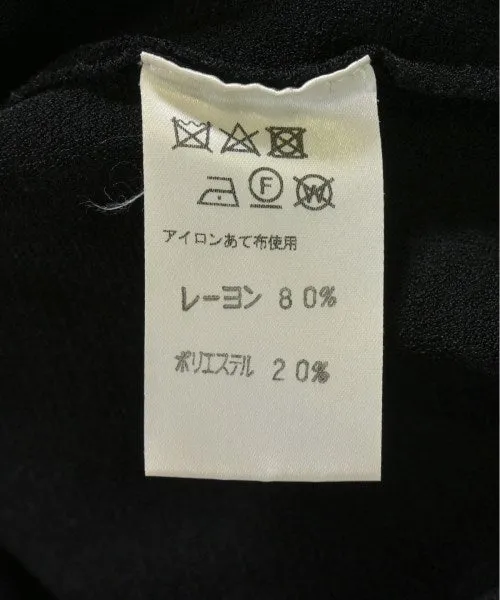 F W
アイロンあて布使用
レーヨン 80%
ポリエステル 20%